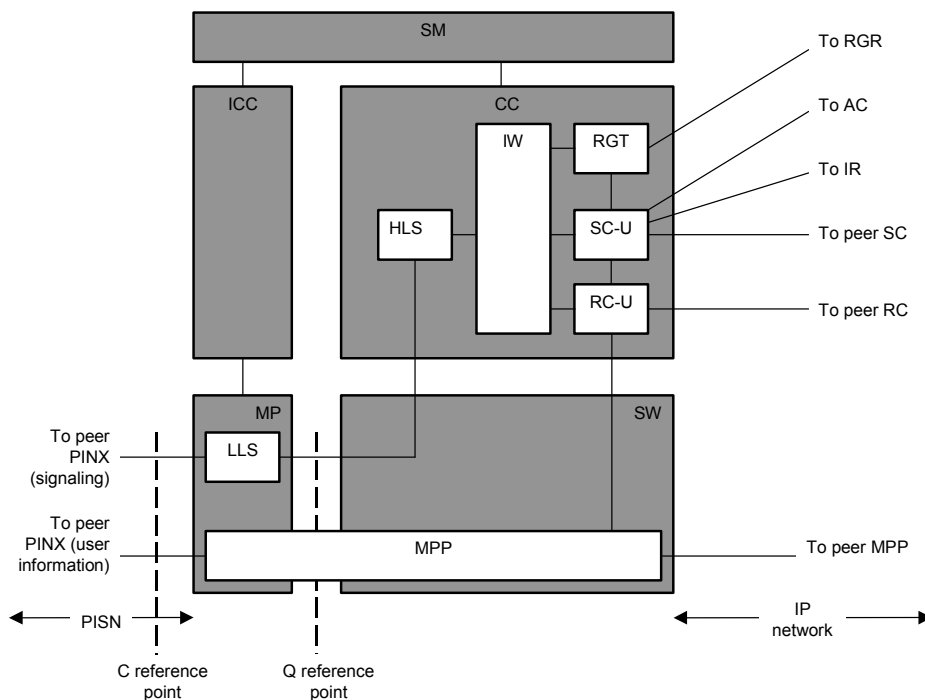 SM
To RGR
ICC
CC
To AC
IW
RGT
To IR
HLS
SC-U
To peer SC
RC-U
To peer RC
MP
SW
To peer
PINX
(signaling)
LLS
To peer
PINX (user
information)
MPP
To peer MPP
PISN
IP
network
C reference
point
Q reference
point